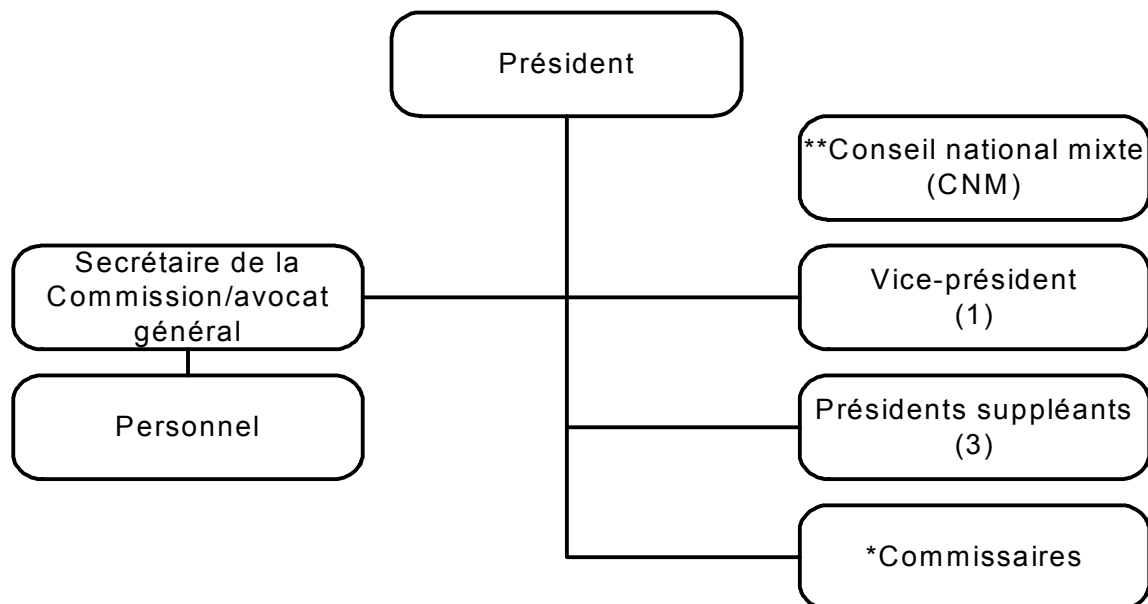 Président
**Conseil national mixte
(CNM)
Secrétaire de la
Commission/avocat
général
Vice-président
(1)
Personnel
Présidents suppléants
(3)
*Commissaires